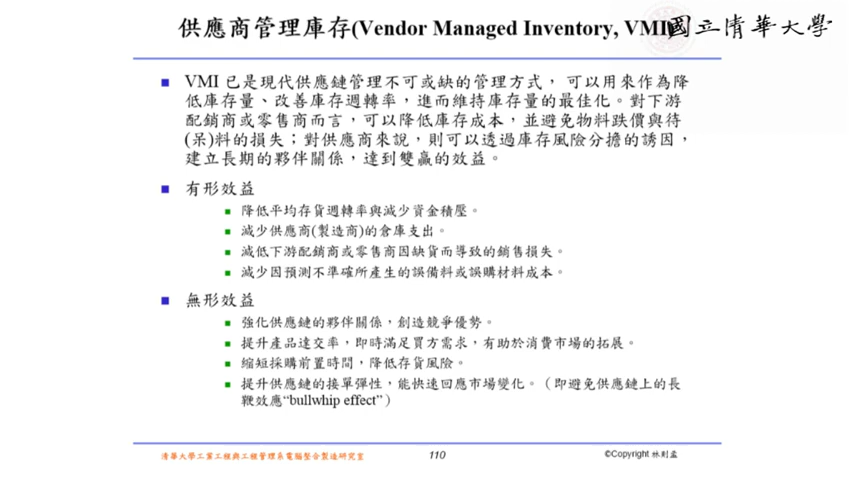 供應商管理庫存(Vendor Managed Inventory, VMI)
國立清華大學
VMI 已是現代供應鏈管理不可或缺的管理方式，可以用來作為降
低庫存量、改善庫存週轉率，進而維持庫存量的最佳化。對下游
配銷商或零售商而言，可以降低庫存成本，並避免物料跌價與待
(呆)料的損失；對供應商來說，則可以透過庫存風險分擔的誘因，
建立長期的夥伴關係，達到雙贏的效益。
有形效益
降低平均存貨週轉率與減少資金積壓。
減少供應商(製造商)的倉庫支出。
減低下游配銷商或零售商因缺貨而導致的銷售損失。
減少因預測不準確所產生的誤備料或誤購材料成本。
無形效益
強化供應鏈的夥伴關係，創造競爭優勢。
提升產品達交率，即時滿足買方需求，有助於消費市場的拓展。
縮短採購前置時間，降低存貨風險。
提升供應鏈的接單彈性，能快速回應市場變化。（即避免供應鏈上的長
鞭效應“bullwhip effect”）
清華大學工業工程與工程管理系電腦整合製造研究室
110
©Copyright 林則孟